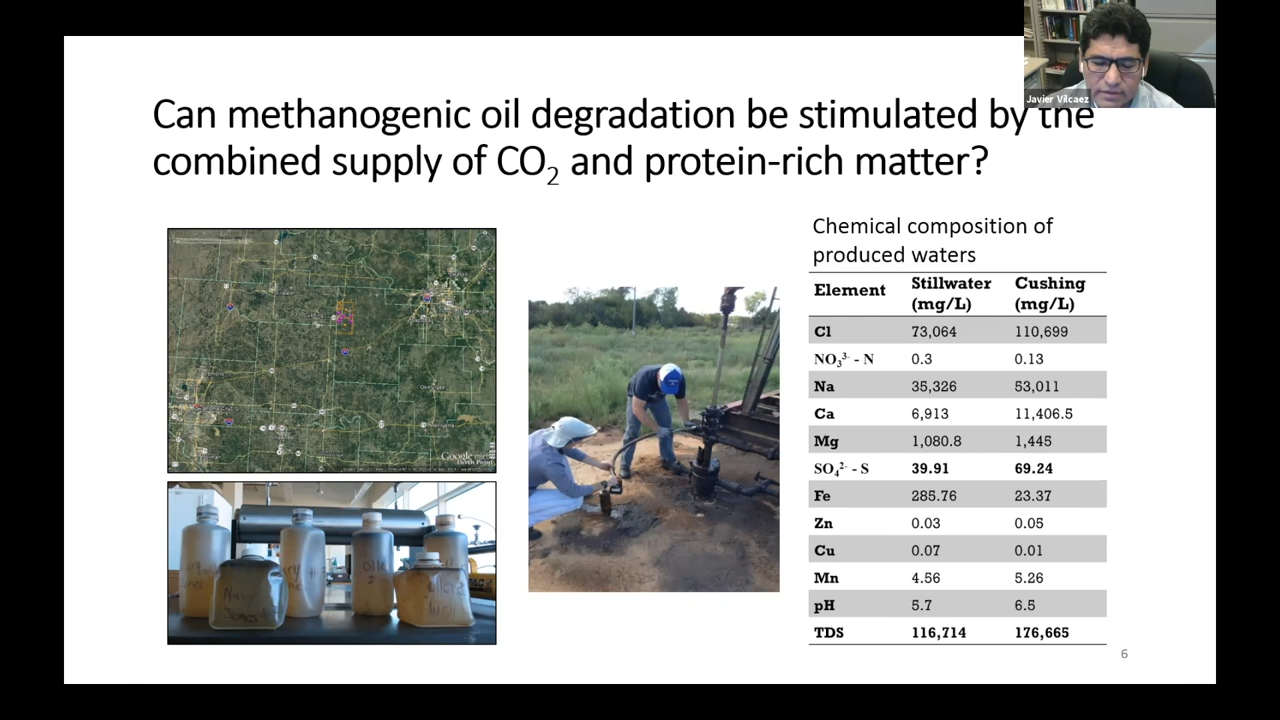 Javier Vilcaez
Can methanogenic oil degradation be stimulated by the
combined supply of CO₂ and protein-rich matter?
Google earth
Chemical composition of
produced waters
Element Stillwater (mg/L) Cushing (mg/L)
Cl 73,064 110,699
NO₃³⁻ - N 0.3 0.13
Na 35,326 53,011
Ca 6,913 11,406.5
Mg 1,080.8 1,445
SO₄²⁻ - S 39.91 69.24
Fe 285.76 23.37
Zn 0.03 0.05
Cu 0.07 0.01
Mn 4.56 5.26
pH 5.7 6.5
TDS 116,714 176,665
6